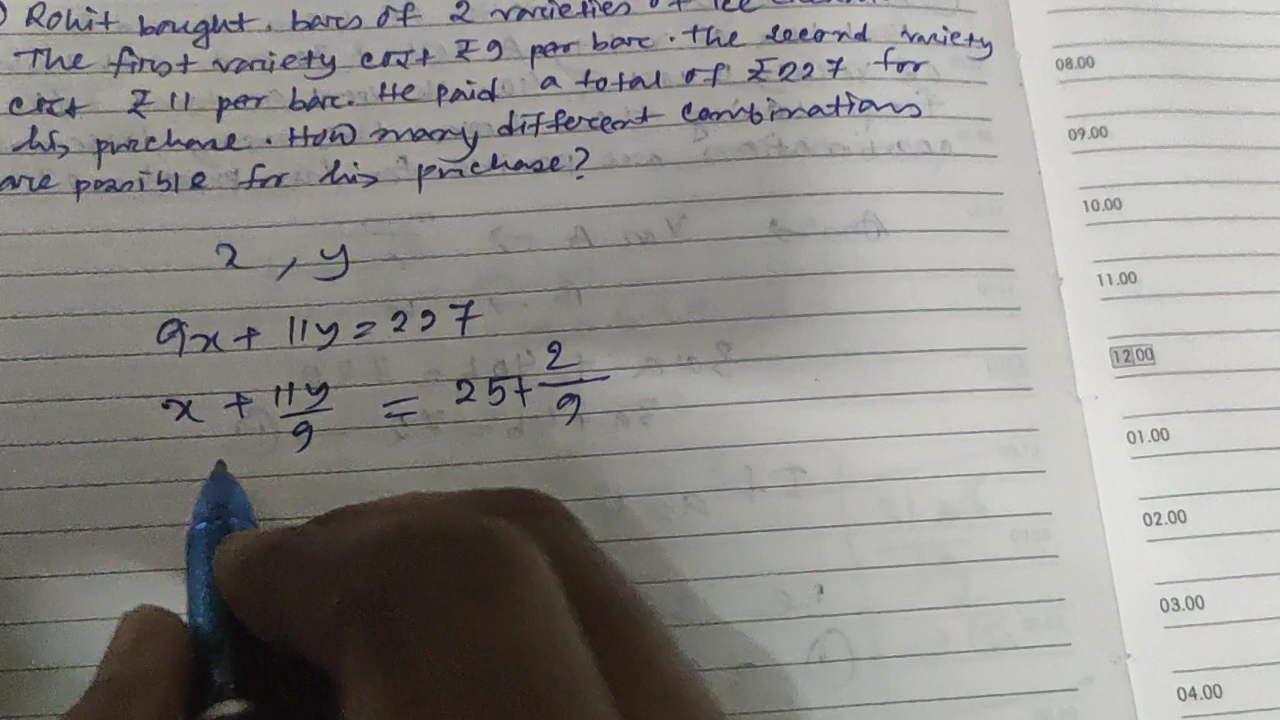 Rohit bought bars of 2 varieties of ice
The first variety cost ₹9 per bar. The second variety
cost ₹11 per bar. He paid a total of ₹227 for
his purchase. How many different combinations
are possible for his purchase?
x, y
9x + 11y = 227
x + 11y/9 = 25 + 2/9
08.00
09.00
10.00
11.00
12.00
01.00
02.00
03.00
04.00